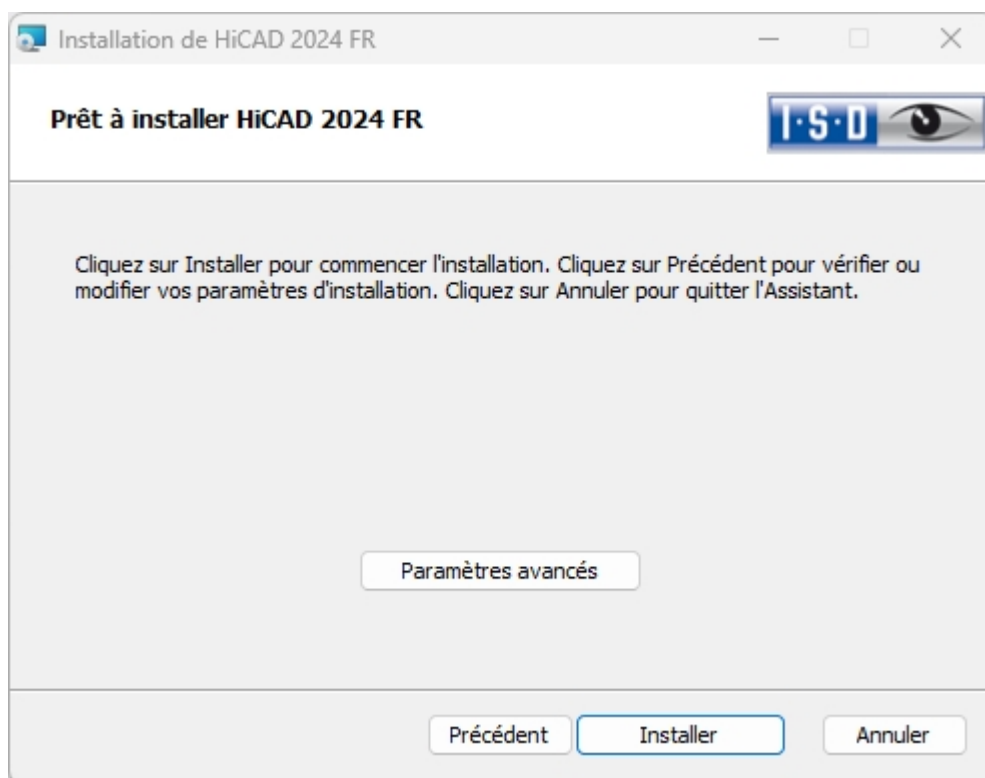 Installation de HiCAD 2024 FR
Prêt à installer HiCAD 2024 FR
I·S·D
Cliquez sur Installer pour commencer l'installation. Cliquez sur Précédent pour vérifier ou
modifier vos paramètres d'installation. Cliquez sur Annuler pour quitter l'Assistant.
Paramètres avancés
Précédent
Installer
Annuler